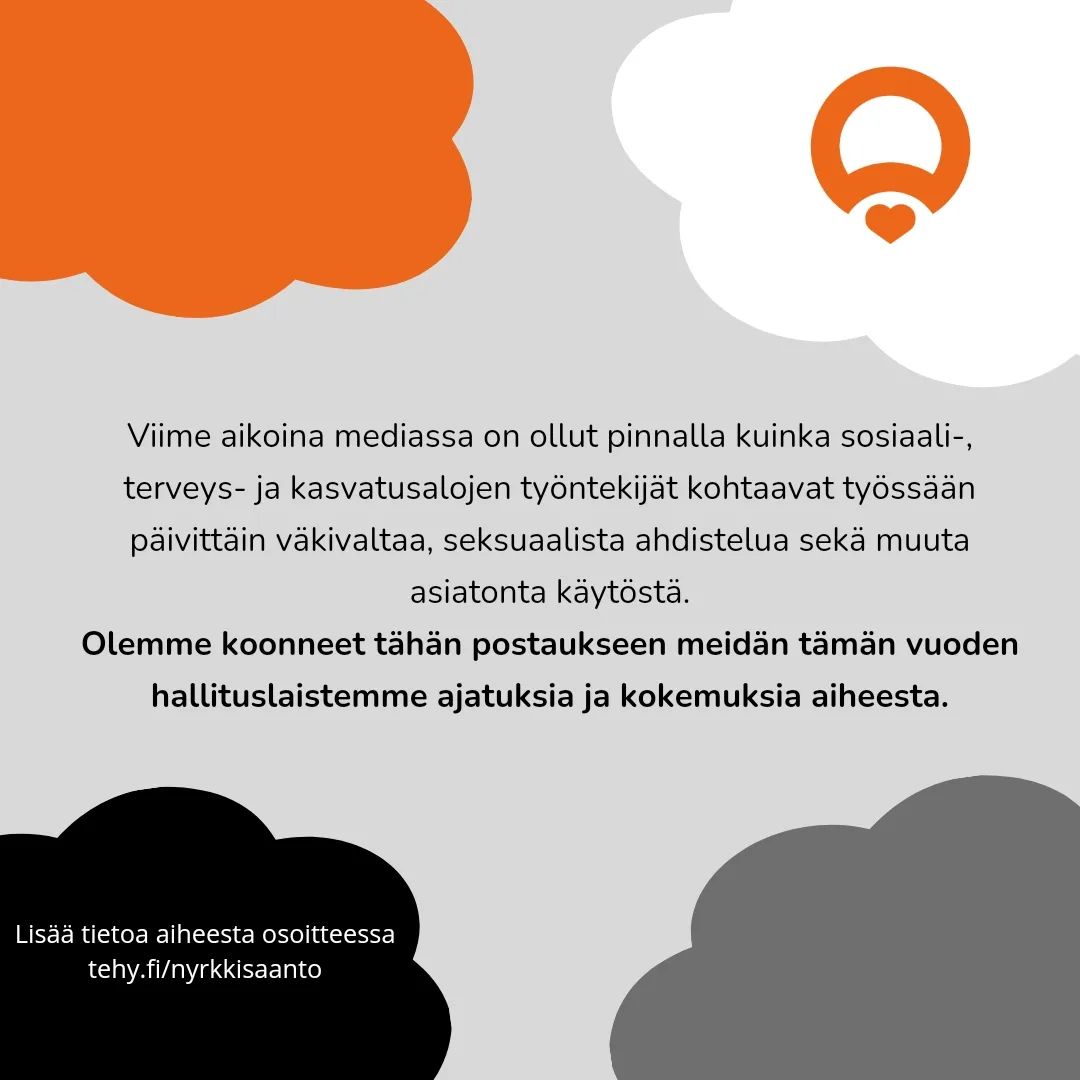 Viime aikoina mediassa on ollut pinnalla kuinka sosiaali-,
terveys- ja kasvatusalojen työntekijät kohtaavat työssään
päivittäin väkivaltaa, seksuaalista ahdistelua sekä muuta
asiatonta käytöstä.
Olemme koonneet tähän postaukseen meidän tämän vuoden
hallituslaistemme ajatuksia ja kokemuksia aiheesta.
Lisää tietoa aiheesta osoitteessa
tehy.fi/nyrkkisaanto